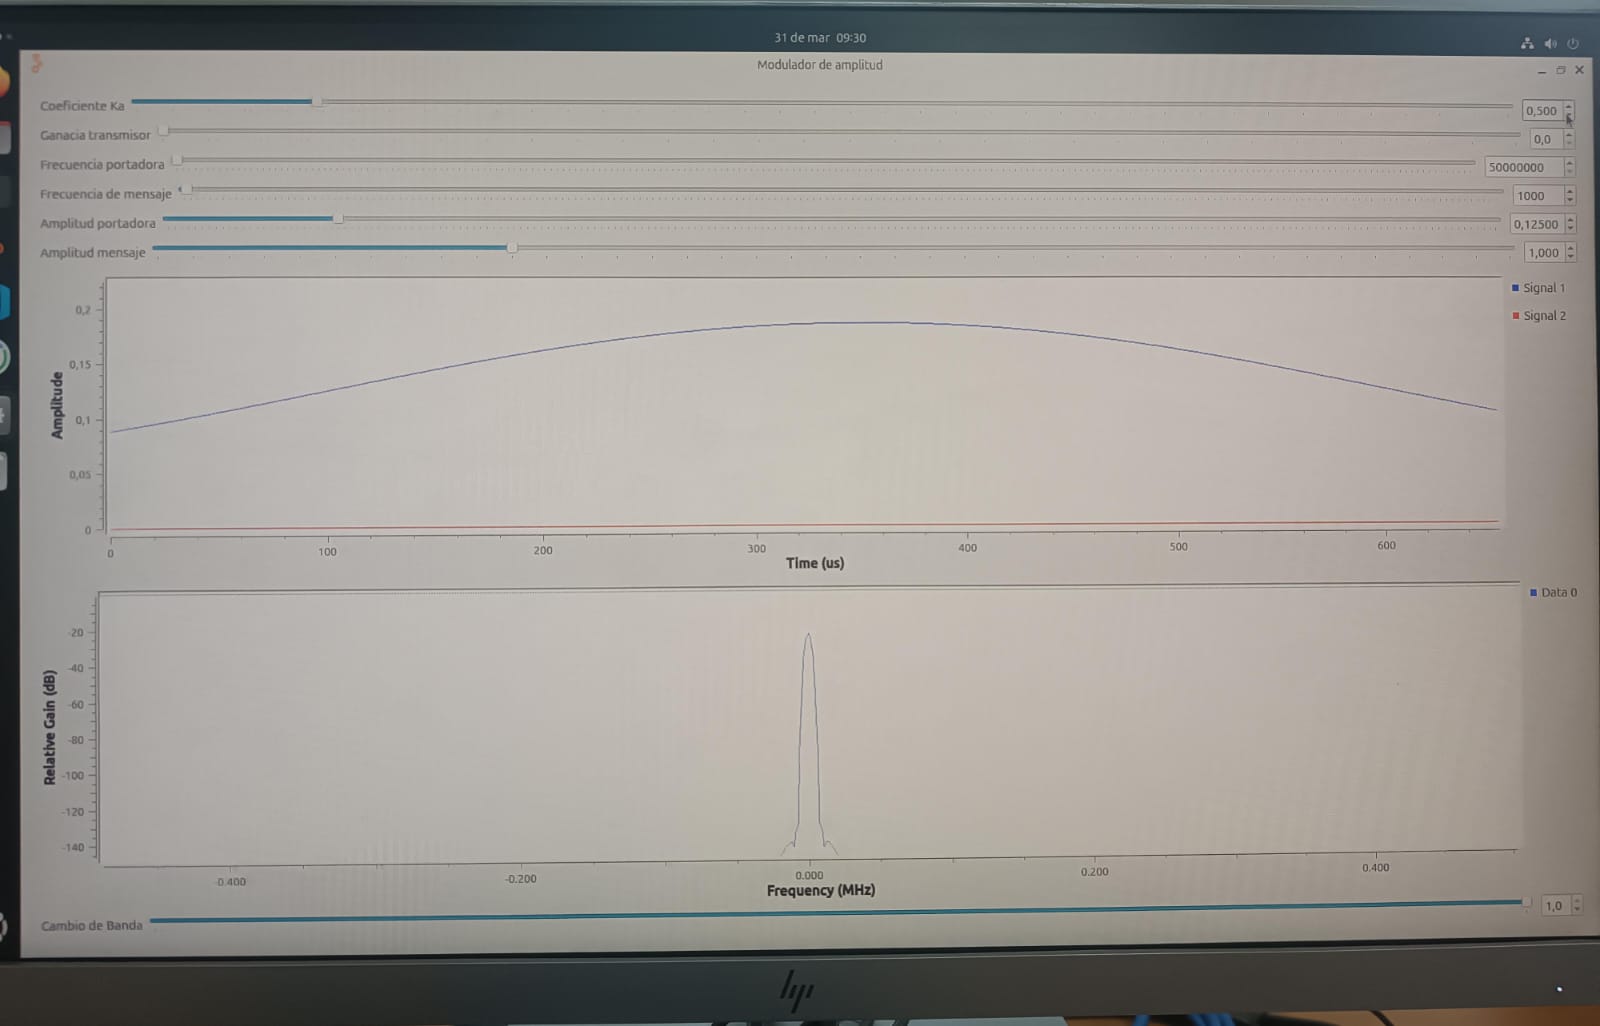 31 de mar 09:30
Modulador de amplitud
Coeficiente Ka 0,500
Ganacia transmisor 0,0
Frecuencia portadora 50000000
Frecuencia de mensaje 1000
Amplitud portadora 0,12500
Amplitud mensaje 1,000
Signal 1
Signal 2
Amplitude
0,2
0,15
0,1
0,05
0
0 100 200 300 400 500 600
Time (us)
Data 0
Relative Gain (dB)
-20
-40
-60
-80
-100
-120
-140
-0.400 -0.200 0.000 0.200 0.400
Frequency (MHz)
Cambio de Banda 1,0
hp